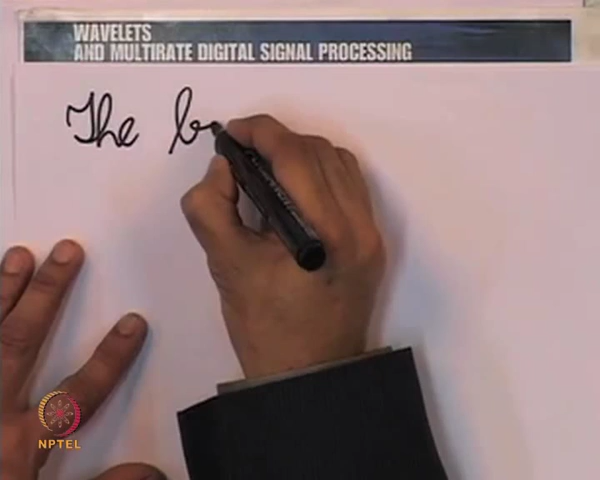 WAVELETS
AND MULTIRATE DIGITAL SIGNAL PROCESSING
The b
NPTEL